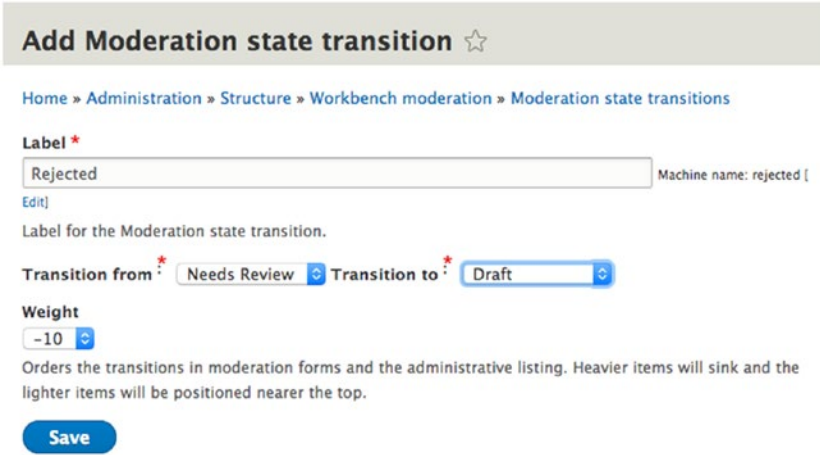 Add Moderation state transition
Home » Administration » Structure » Workbench moderation » Moderation state transitions
Label *
Rejected Machine name: rejected [
Edit]
Label for the Moderation state transition.
Transition from * : Needs Review Transition to * : Draft
Weight
-10
Orders the transitions in moderation forms and the administrative listing. Heavier items will sink and the
lighter items will be positioned nearer the top.
Save